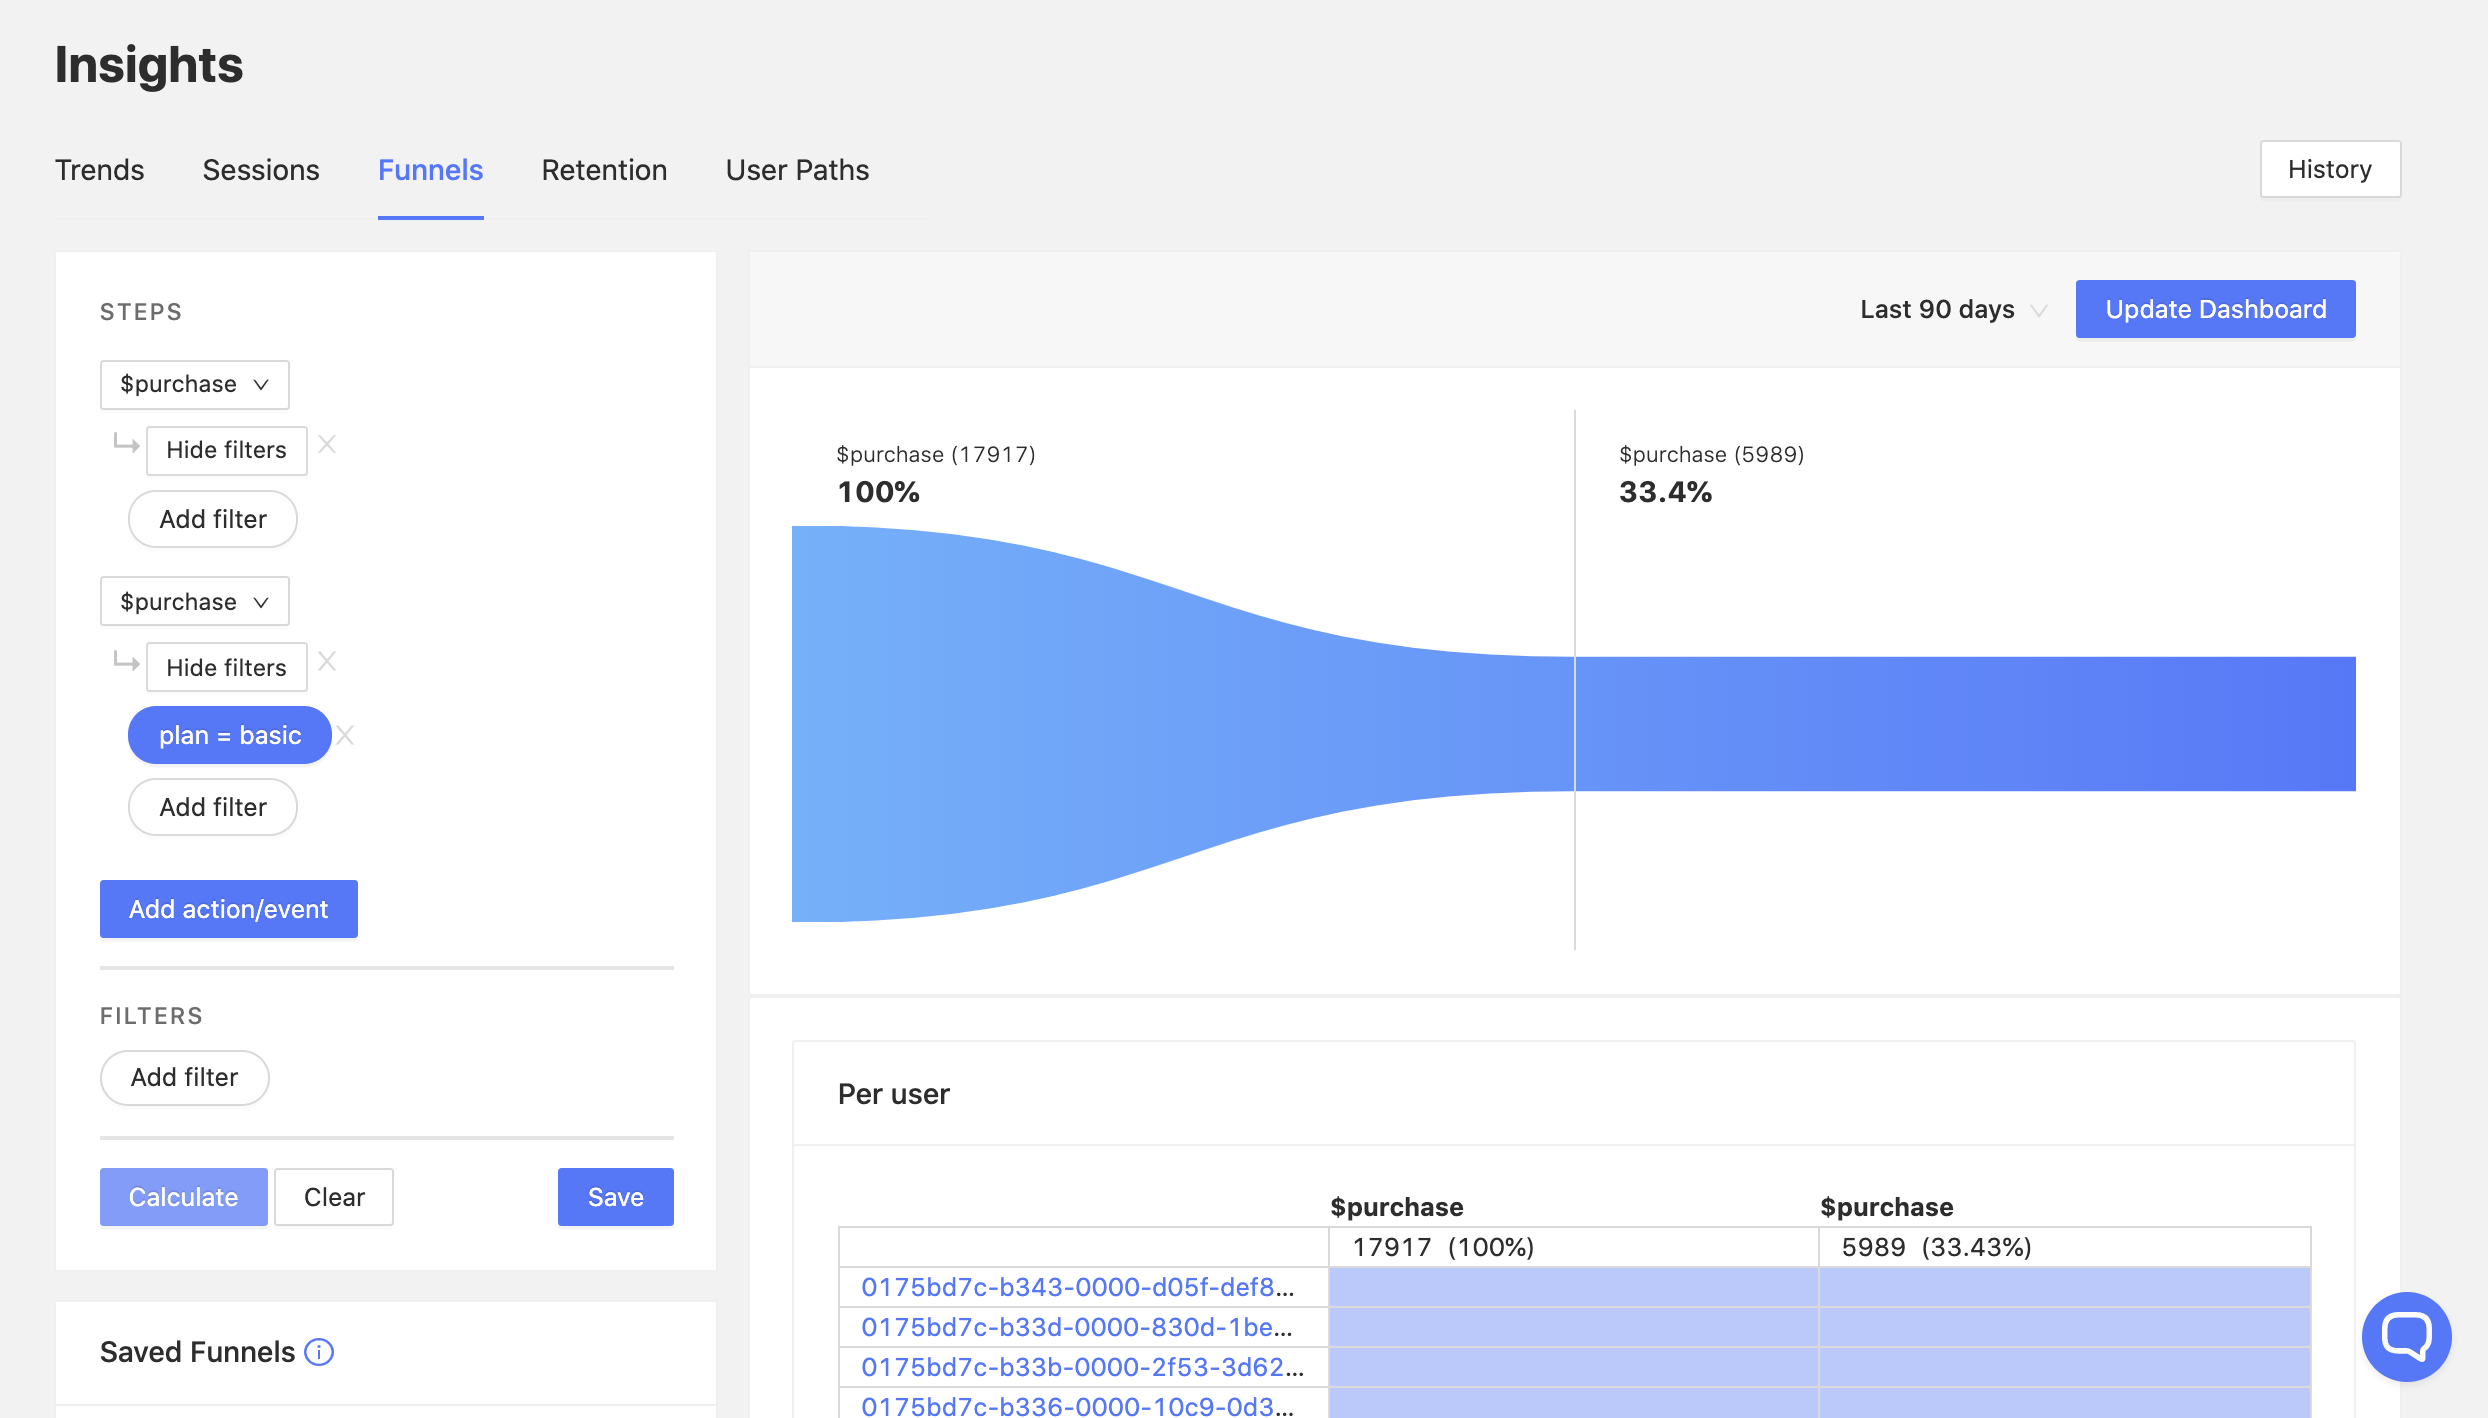 Insights
Trends Sessions Funnels Retention User Paths
History
STEPS
$purchase
Hide filters
Add filter
$purchase
Hide filters
plan = basic
Add filter
Add action/event
FILTERS
Add filter
Calculate Clear Save
Saved Funnels
Last 90 days Update Dashboard
$purchase (17917) $purchase (5989)
100% 33.4%
Per user
$purchase $purchase
17917 (100%) 5989 (33.43%)
0175bd7c-b343-0000-d05f-def8...
0175bd7c-b33d-0000-830d-1be...
0175bd7c-b33b-0000-2f53-3d62...
0175bd7c-b336-0000-10c9-0d3...